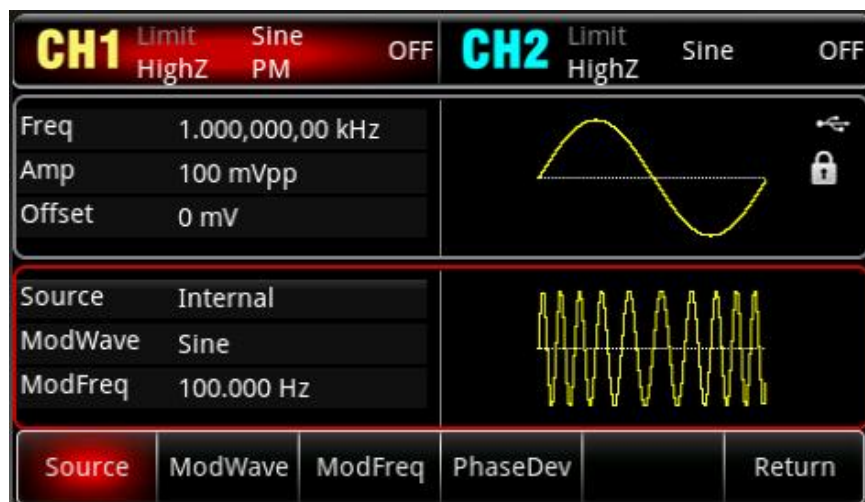 CH1 Limit Sine OFF CH2 Limit Sine OFF
HighZ PM HighZ
Freq 1.000,000,00 kHz
Amp 100 mVpp
Offset 0 mV
Source Internal
ModWave Sine
ModFreq 100.000 Hz
Source ModWave ModFreq PhaseDev Return